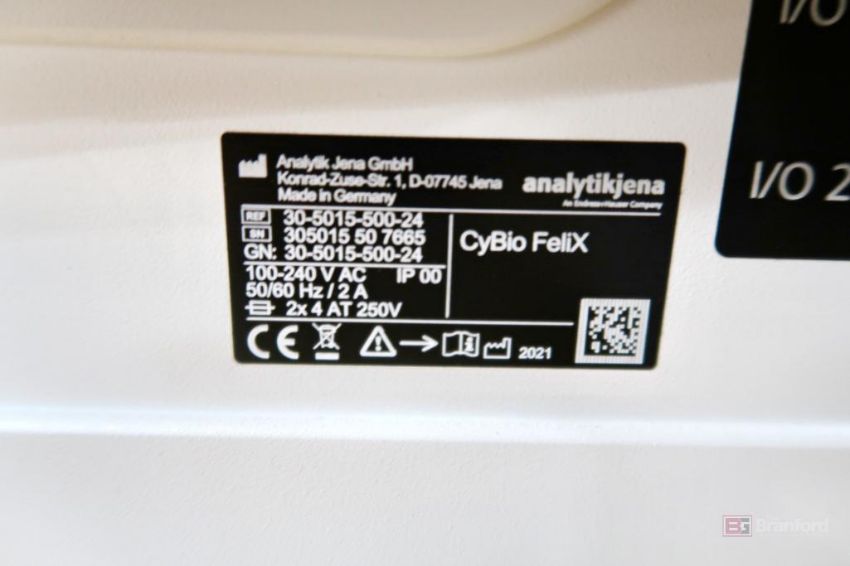 Analytik Jena GmbH
Konrad-Zuse-Str. 1, D-07745 Jena
Made in Germany
analytikjena
An Endress+Hauser Company
REF 30-5015-500-24
SN 305015 50 7665
GN: 30-5015-500-24
CyBio FeliX
100-240 V AC IP 00
50/60 Hz / 2 A
2x 4 AT 250V
CE 2021
I/O
I/O 2
The Branford